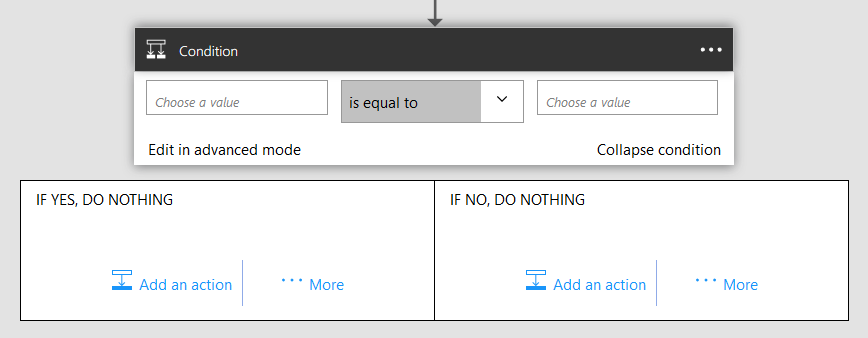 Condition
Choose a value
is equal to
Choose a value
Edit in advanced mode
Collapse condition
IF YES, DO NOTHING
IF NO, DO NOTHING
Add an action
More
Add an action
More